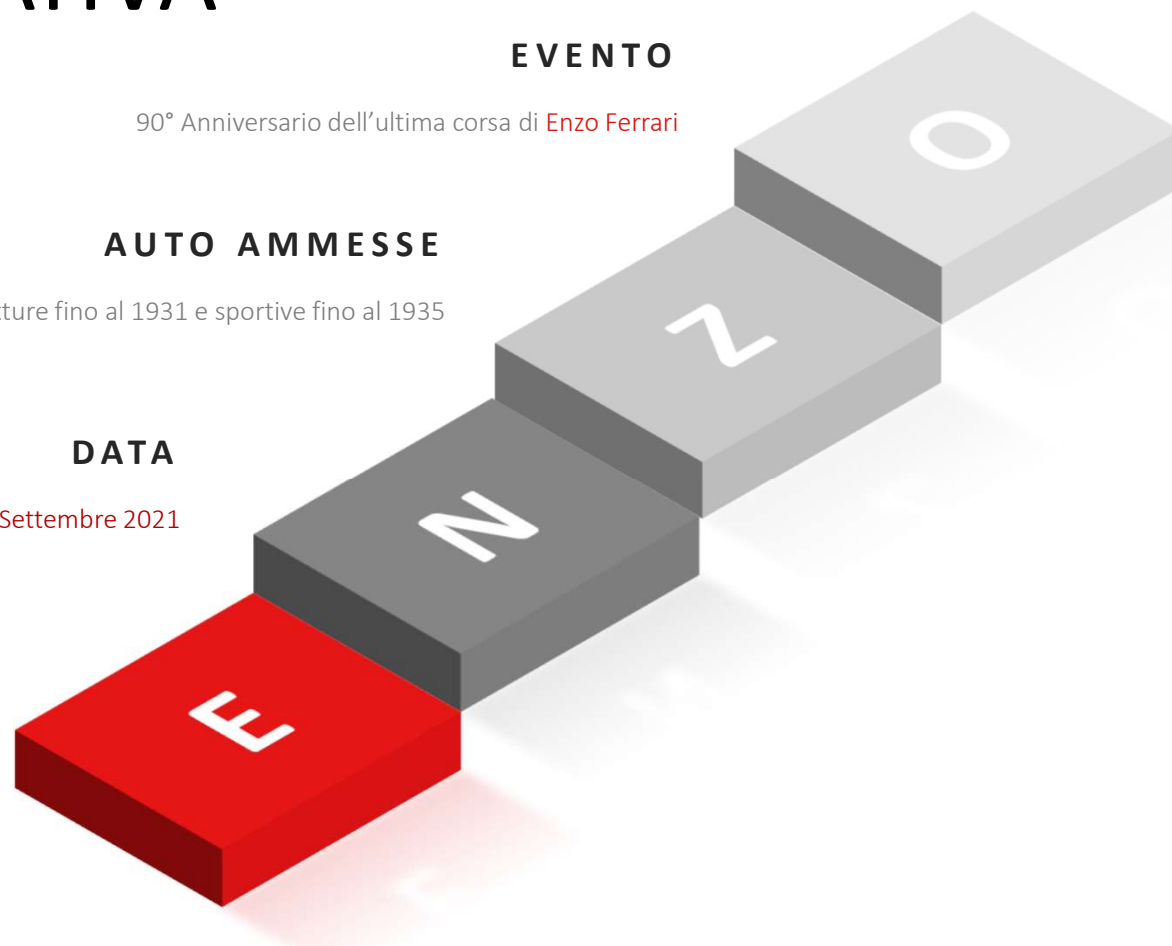 EVENTO
90° Anniversario dell’ultima corsa di Enzo Ferrari
AUTO AMMESSE
fino al 1931 e sportive fino al 1935
DATA
Settembre 2021
O
Z
N
E